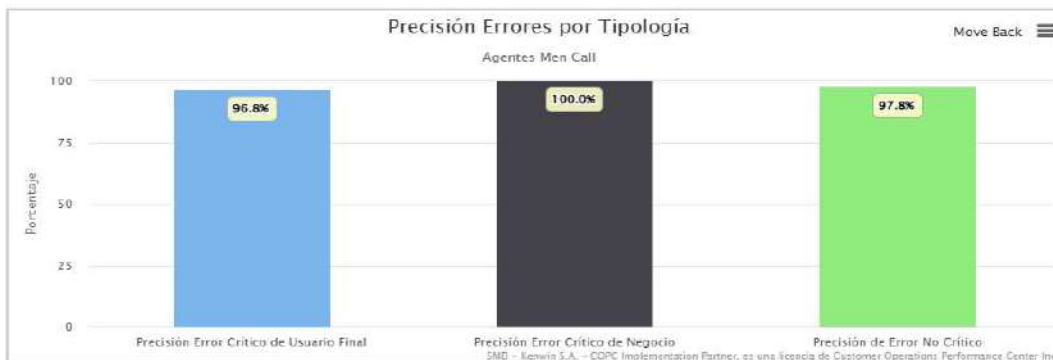 Precisión Errores por Tipología
Move Back
Agentes Men Call
Porcentaje
100
75
50
25
0
96.8%
100.0%
97.8%
Precisión Error Crítico de Usuario Final
Precisión Error Crítico de Negocio
Precisión de Error No Crítico
SMD - Kenwin S.A. - COPC Implementation Partner, es una licencia de Customer Operations Performance Center